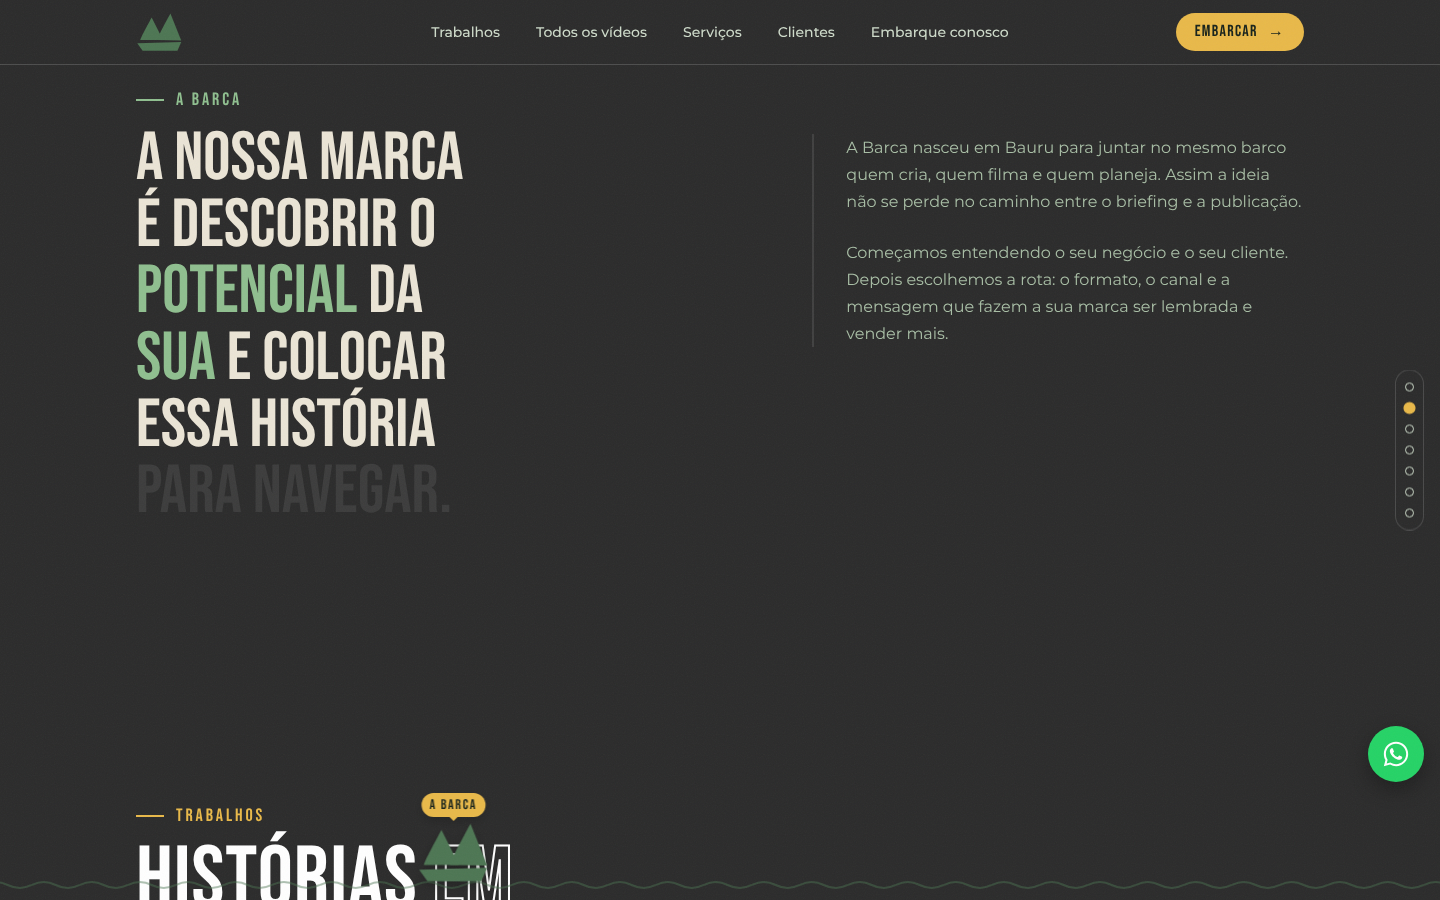 Trabalhos
Todos os vídeos
Serviços
Clientes
Embarque conosco
EMBARCAR →
A BARCA
A NOSSA MARCA
É DESCOBRIR O
POTENCIAL DA
SUA E COLOCAR
ESSA HISTÓRIA
PARA NAVEGAR.
A Barca nasceu em Bauru para juntar no mesmo barco
quem cria, quem filma e quem planeja. Assim a ideia
não se perde no caminho entre o briefing e a publicação.
Começamos entendendo o seu negócio e o seu cliente.
Depois escolhemos a rota: o formato, o canal e a
mensagem que fazem a sua marca ser lembrada e
vender mais.
TRABALHOS
A BARCA
HISTÓRIAS EM